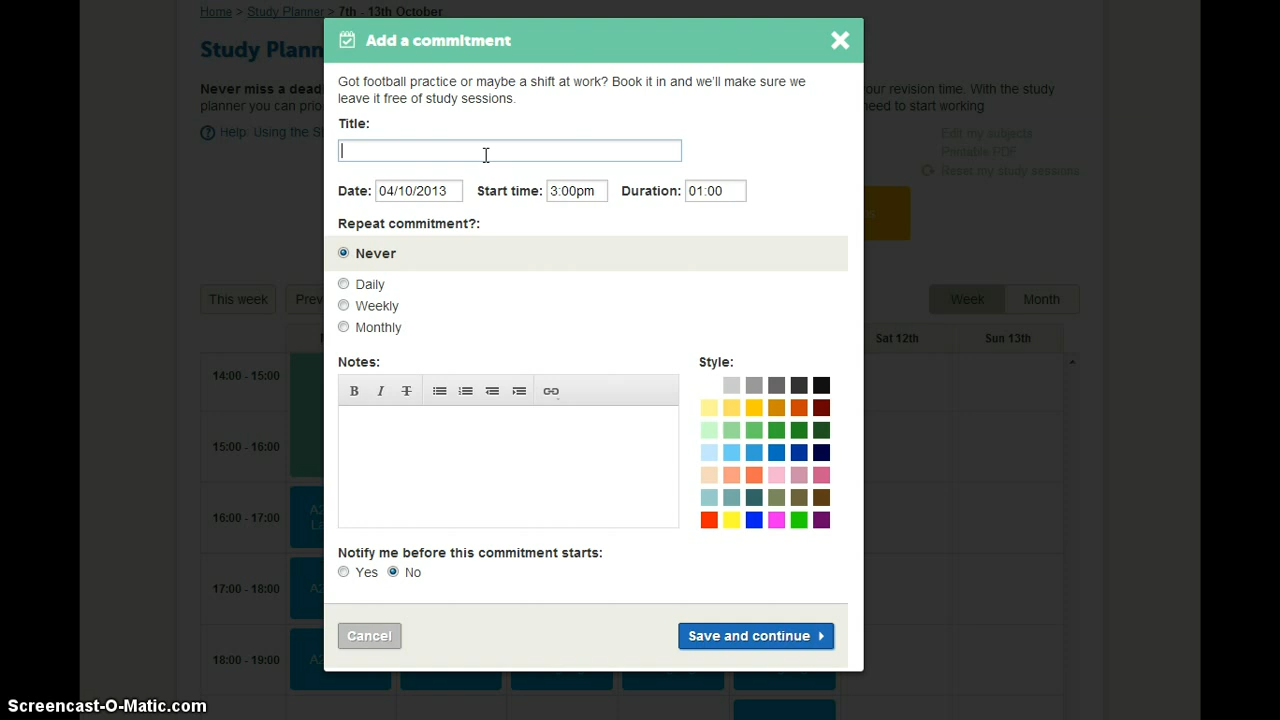 Home > Study Planner > 7th - 13th October
Add a commitment
Study Plann
Got football practice or maybe a shift at work? Book it in and we'll make sure we
leave it free of study sessions.
Never miss a dead
our revision time. With the study
planner you can prio
need to start working
Title:
Help: Using the S
Edit my subjects
Printable PDF
Reset my study sessions
Date: 04/10/2013 Start time: 3:00pm Duration: 01:00
Repeat commitment?:
Never
Daily
Weekly
Monthly
This week
Prev
Week
Month
Sat 12th
Sun 13th
Notes:
Style:
B I T
14:00 - 15:00
15:00 - 16:00
16:00 - 17:00
17:00 - 18:00
18:00 - 19:00
Notify me before this commitment starts:
Yes No
Cancel
Save and continue
Screencast-O-Matic.com